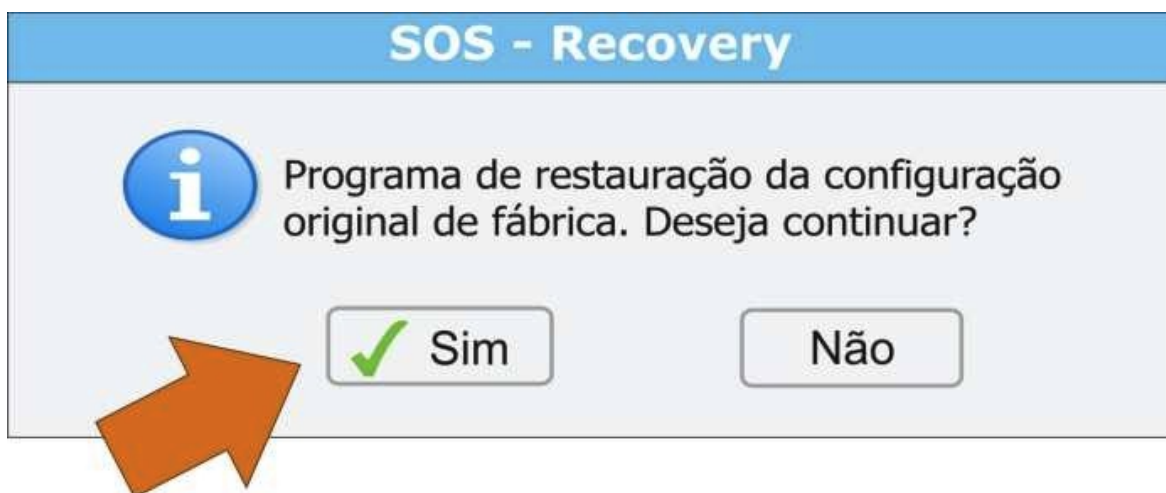 SOS - Recovery
Programa de restauração da configuração
original de fábrica. Deseja continuar?
Sim
Não